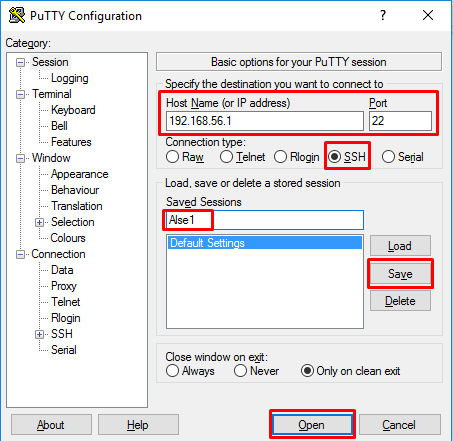 PuTTY Configuration
Category:
Session
Logging
Terminal
Keyboard
Bell
Features
Window
Appearance
Behaviour
Translation
Selection
Colours
Connection
Data
Proxy
Telnet
Rlogin
SSH
Serial
Basic options for your PuTTY session
Specify the destination you want to connect to
Host Name (or IP address) Port
192.168.56.1 22
Connection type:
Raw Telnet Rlogin SSH Serial
Load, save or delete a stored session
Saved Sessions
Alse1
Default Settings
Load
Save
Delete
Close window on exit:
Always Never Only on clean exit
About Help Open Cancel